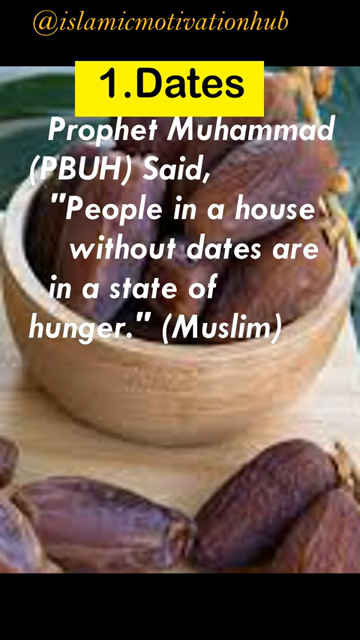 @islamicmotivationhub
1.Dates
Prophet Muhammad
(PBUH) Said,
"People in a house
without dates are
in a state of
hunger." (Muslim)